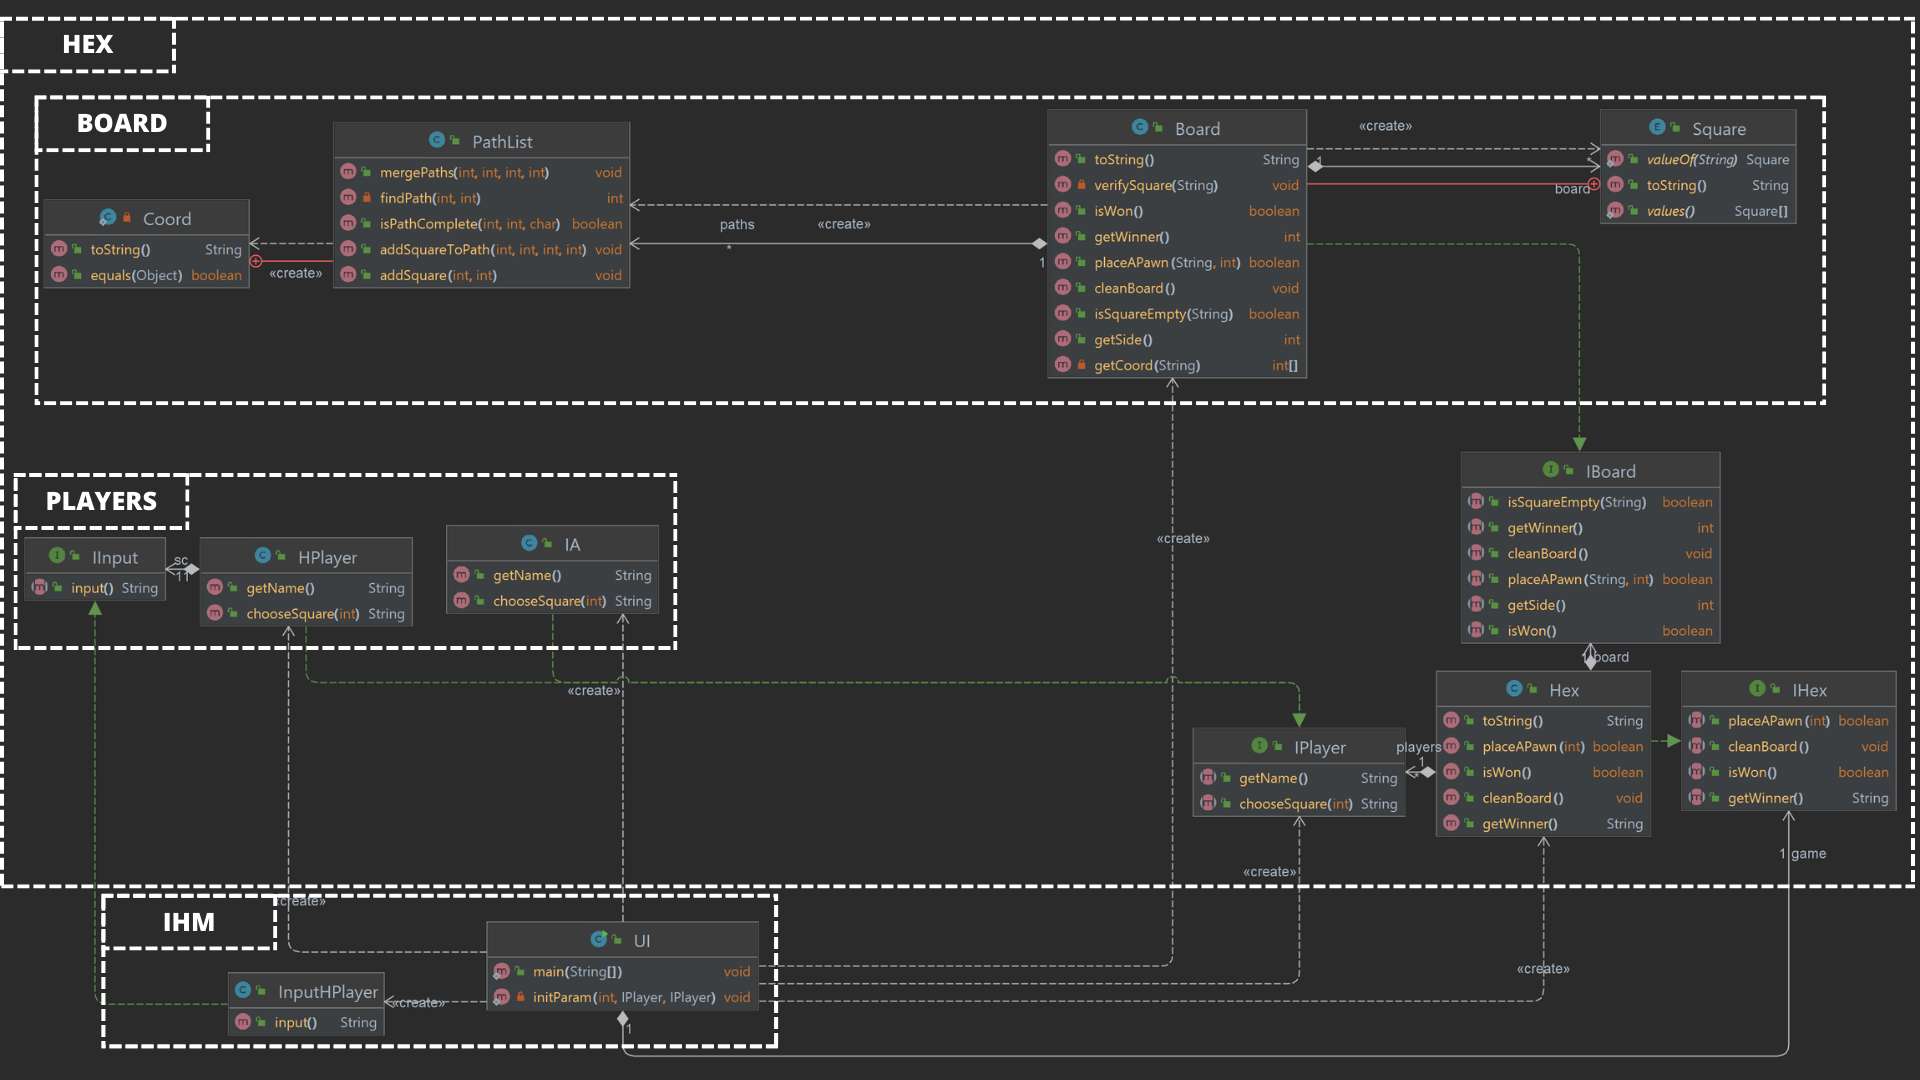 HEX
BOARD
PathList
mergePaths(int, int, int, int) void
findPath(int, int) int
isPathComplete(int, int, char) boolean
addSquareToPath(int, int, int, int) void
addSquare(int, int) void
Coord
toString() String
equals(Object) boolean
«create»
paths
«create»
*
1
Board
toString() String
verifySquare(String) void
isWon() boolean
getWinner() int
placeAPawn(String, int) boolean
cleanBoard() void
isSquareEmpty(String) boolean
getSide() int
getCoord(String) int[]
«create»
1
*
board
Square
valueOf(String) Square
toString() String
values() Square[]
PLAYERS
IInput
input() String
sc
1
1
HPlayer
getName() String
chooseSquare(int) String
IA
getName() String
chooseSquare(int) String
«create»
«create»
IBoard
isSquareEmpty(String) boolean
getWinner() int
cleanBoard() void
placeAPawn(String, int) boolean
getSide() int
isWon() boolean
1
board
Hex
toString() String
placeAPawn(int) boolean
isWon() boolean
cleanBoard() void
getWinner() String
IHex
placeAPawn(int) boolean
cleanBoard() void
isWon() boolean
getWinner() String
IPlayer
getName() String
chooseSquare(int) String
players
1
*
«create»
1 game
IHM
«create»
UI
main(String[]) void
initParam(int, IPlayer, IPlayer) void
«create»
InputHPlayer
input() String
«create»
1